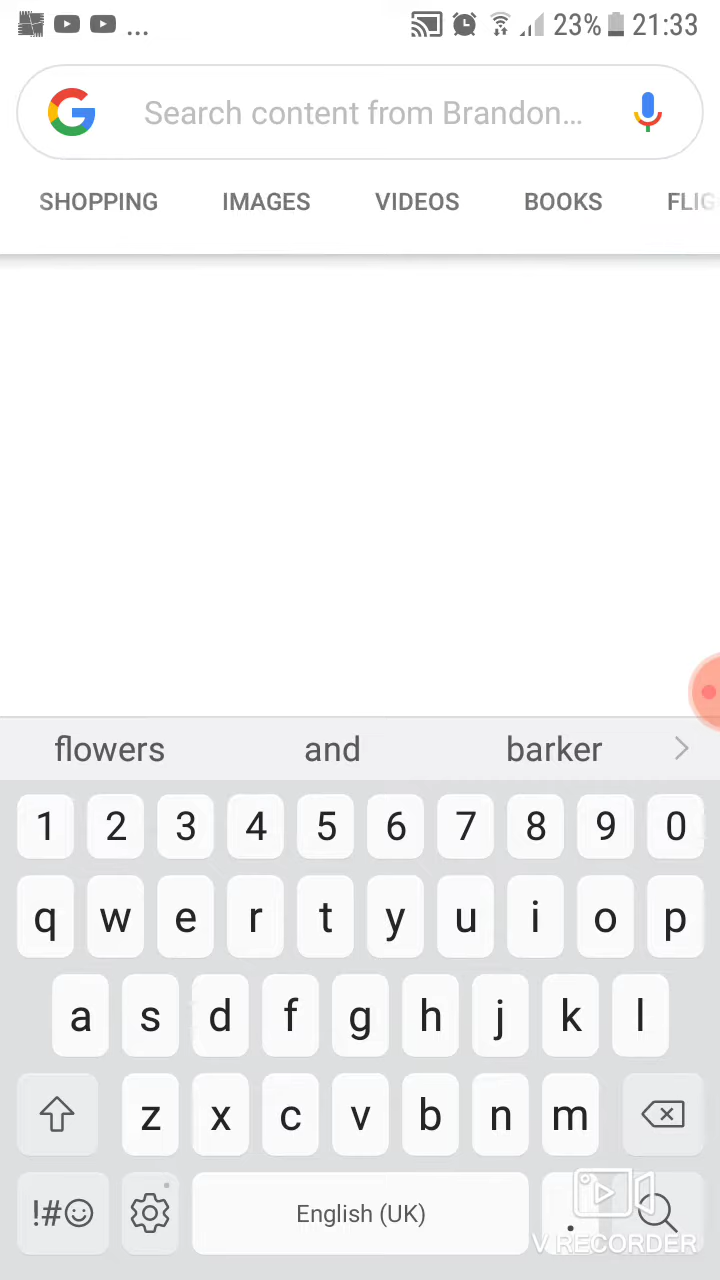 ... 23% 21:33
Search content from Brandon...
SHOPPING IMAGES VIDEOS BOOKS FLIG
flowers and barker
1 2 3 4 5 6 7 8 9 0
q w e r t y u i o p
a s d f g h j k l
z x c v b n m
!#☺ English (UK) .
V RECORDER